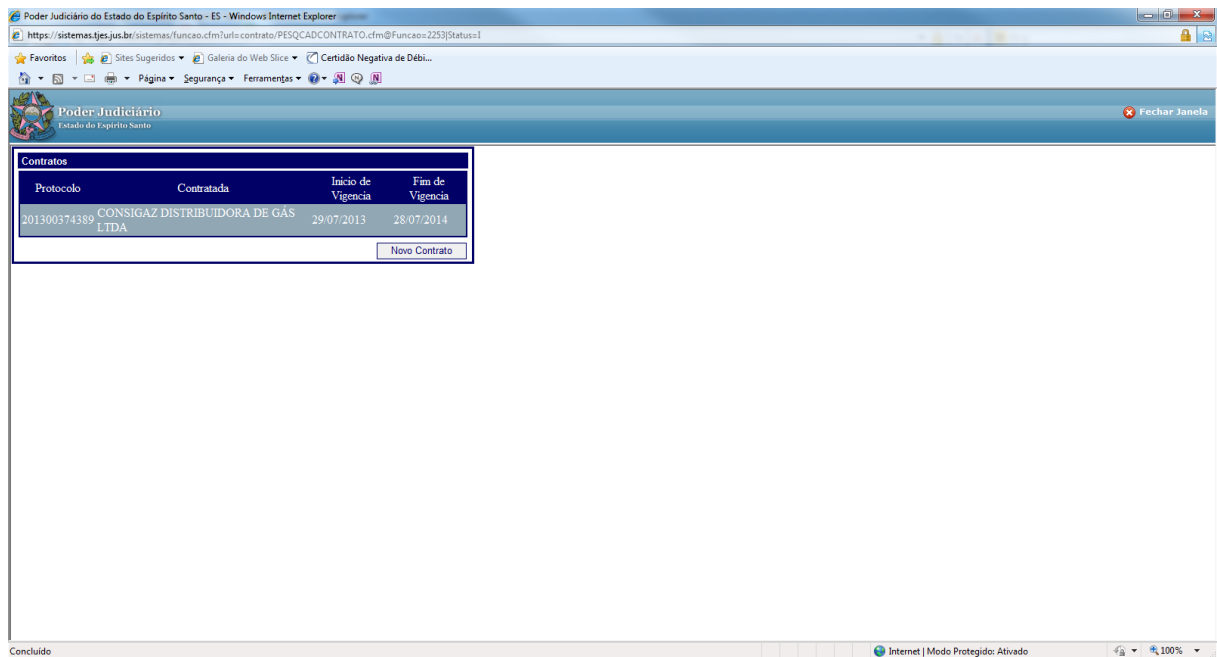 Poder Judiciário do Estado do Espírito Santo - ES - Windows Internet Explorer
https://sistemas.tjes.jus.br/sistemas/funcao.cfm?url=contrato/PESQCADCONTRATO.cfm@Funcao=2253|Status=I
Favoritos Sites Sugeridos Galeria do Web Slice Certidão Negativa de Débi...
Página Segurança Ferramentas
Poder Judiciário
Estado do Espírito Santo
Fechar Janela
Contratos
Protocolo Contratada Inicio de Vigencia Fim de Vigencia
201300374389 CONSIGAZ DISTRIBUIDORA DE GÁS LTDA 29/07/2013 28/07/2014
Novo Contrato
Concluído Internet | Modo Protegido: Ativado 100%